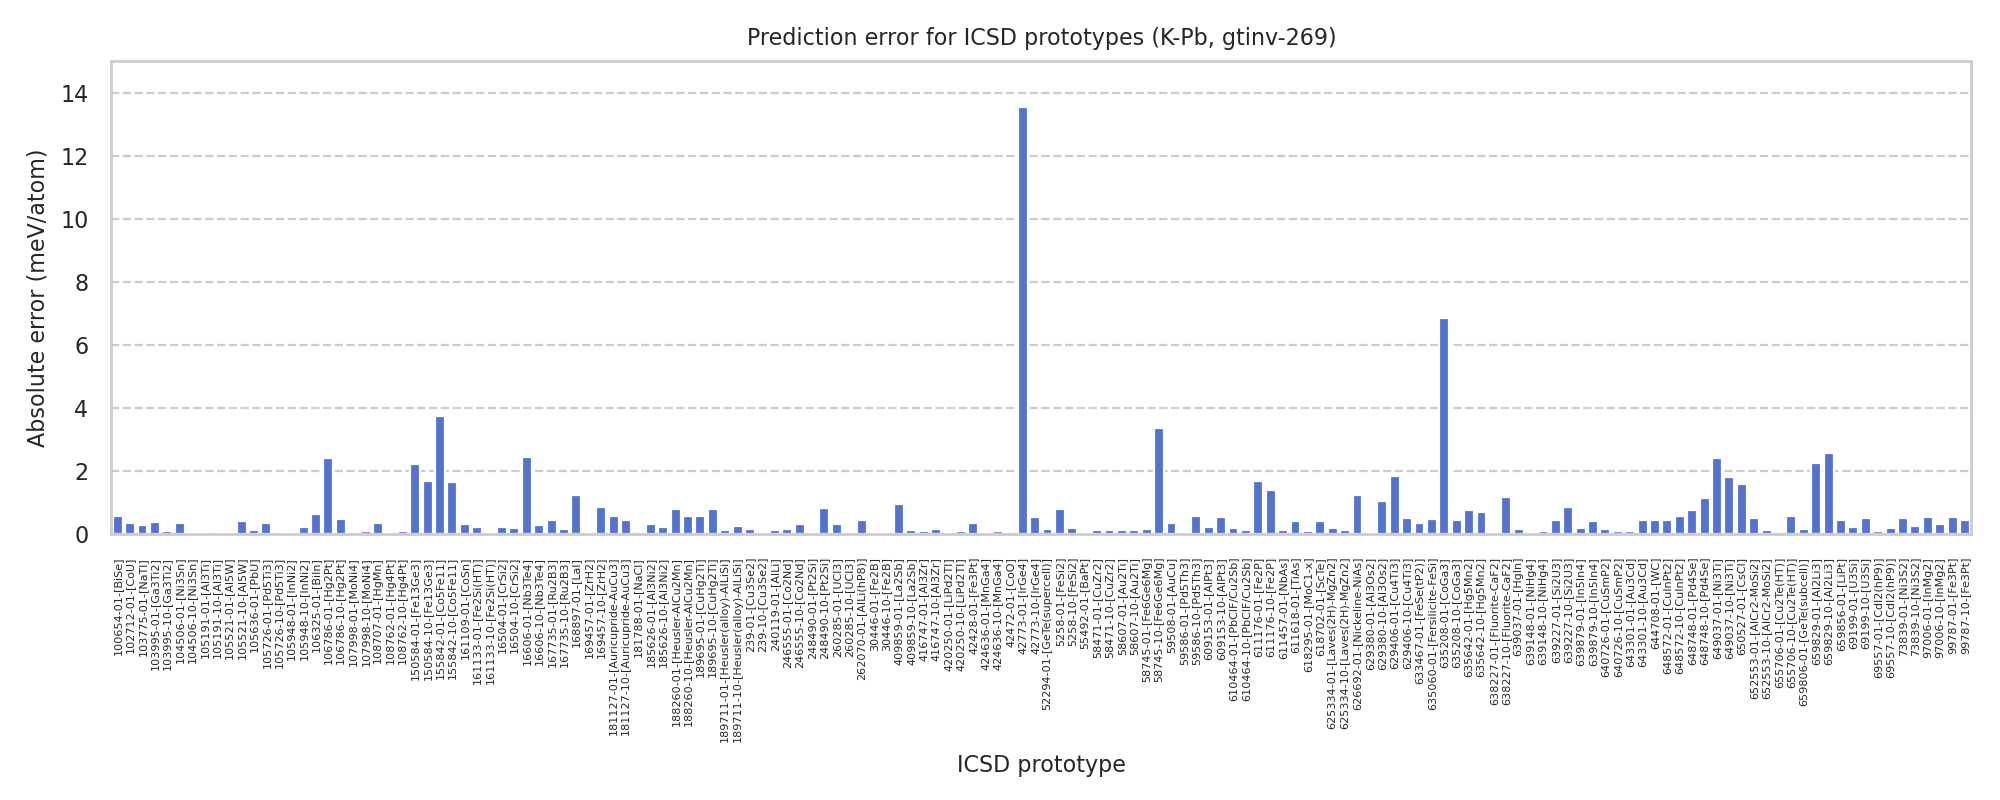 Prediction error for ICSD prototypes (K-Pb, gtinv-269)
Absolute error (meV/atom)
14
12
10
8
6
4
2
0
100654-01-[BiSe]
102712-01-[CoU]
103775-01-[NaTl]
103995-01-[Ga3Ti2]
103995-10-[Ga3Ti2]
104506-01-[Ni3Sn]
104506-10-[Ni3Sn]
105191-01-[Al3Ti]
105191-10-[Al3Ti]
105521-01-[Al5W]
105521-10-[Al5W]
105636-01-[PbU]
105726-01-[Pd5Ti3]
105726-10-[Pd5Ti3]
105948-01-[InNi2]
105948-10-[InNi2]
106325-01-[BiIn]
106786-01-[Hg2Pt]
106786-10-[Hg2Pt]
107998-01-[MoNi4]
107998-10-[MoNi4]
108707-01-[HgMn]
108762-01-[Hg4Pt]
108762-10-[Hg4Pt]
150584-01-[Fe13Ge3]
150584-10-[Fe13Ge3]
155842-01-[Co5Fe11]
155842-10-[Co5Fe11]
161109-01-[CoSn]
161133-01-[Fe2Si(HT)]
161133-10-[Fe2Si(HT)]
16504-01-[CrSi2]
16504-10-[CrSi2]
16606-01-[Nb3Te4]
16606-10-[Nb3Te4]
167735-01-[Ru2B3]
167735-10-[Ru2B3]
168897-01-[LaI]
169457-01-[ZrH2]
169457-10-[ZrH2]
181127-01-[Auricupride-AuCu3]
181127-10-[Auricupride-AuCu3]
181788-01-[NaCl]
185626-01-[Al3Ni2]
185626-10-[Al3Ni2]
188260-01-[Heusler-AlCu2Mn]
188260-10-[Heusler-AlCu2Mn]
189695-01-[CuHg2Ti]
189695-10-[CuHg2Ti]
189711-01-[Heusler(alloy)-AlLiSi]
189711-10-[Heusler(alloy)-AlLiSi]
239-01-[Cu3Se2]
239-10-[Cu3Se2]
240119-01-[AlLi]
246555-01-[Co2Nd]
246555-10-[Co2Nd]
248490-01-[Pt2Si]
248490-10-[Pt2Si]
260285-01-[UCl3]
260285-10-[UCl3]
262070-01-[AlLi(hP8)]
30446-01-[Fe2B]
30446-10-[Fe2B]
409859-01-[La2Sb]
409859-10-[La2Sb]
416747-01-[Al3Zr]
416747-10-[Al3Zr]
420250-01-[LiPd2Tl]
420250-10-[LiPd2Tl]
42428-01-[Fe3Pt]
424636-01-[MnGa4]
424636-10-[MnGa4]
42472-01-[CoO]
42773-01-[IrGe4]
42773-10-[IrGe4]
52294-01-[GeTe(supercell)]
5258-01-[FeSi2]
5258-10-[FeSi2]
55492-01-[BaPt]
58471-01-[CuZr2]
58471-10-[CuZr2]
58607-01-[Au2Ti]
58607-10-[Au2Ti]
58745-01-[Fe6Ge6Mg]
58745-10-[Fe6Ge6Mg]
59508-01-[AuCu]
59586-01-[Pd5Th3]
59586-10-[Pd5Th3]
609153-01-[AlPt3]
609153-10-[AlPt3]
610464-01-[PbClF/Cu2Sb]
610464-10-[PbClF/Cu2Sb]
611176-01-[Fe2P]
611176-10-[Fe2P]
611457-01-[NbAs]
611618-01-[TiAs]
618295-01-[MoC1-x]
618702-01-[ScTe]
625334-01-[Laves(2H)-MgZn2]
625334-10-[Laves(2H)-MgZn2]
626692-01-[Nickeline-NiAs]
629380-01-[Al3Os2]
629380-10-[Al3Os2]
629406-01-[Cu4Ti3]
629406-10-[Cu4Ti3]
633467-01-[FeSe(tP2)]
635060-01-[Fersilicite-FeSi]
635208-01-[CoGa3]
635208-10-[CoGa3]
635642-01-[Hg5Mn2]
635642-10-[Hg5Mn2]
638227-01-[Fluorite-CaF2]
638227-10-[Fluorite-CaF2]
639037-01-[HgIn]
639148-01-[NiHg4]
639148-10-[NiHg4]
639227-01-[Si2U3]
639227-10-[Si2U3]
639879-01-[In5In4]
639879-10-[In5In4]
640726-01-[CuSmP2]
640726-10-[CuSmP2]
643301-01-[Au3Cd]
643301-10-[Au3Cd]
644708-01-[WC]
648572-01-[CuInPt2]
648572-10-[CuInPt2]
648748-01-[Pd4Se]
648748-10-[Pd4Se]
649037-01-[Ni3Ti]
649037-10-[Ni3Ti]
650527-01-[CsCl]
652553-01-[AlCr2-MoSi2]
652553-10-[AlCr2-MoSi2]
655706-01-[Cu2Te(HT)]
655706-10-[Cu2Te(HT)]
659806-01-[GeTe(subcell)]
659829-01-[Al2Li3]
659829-10-[Al2Li3]
659856-01-[LiPt]
69199-01-[U3Si]
69199-10-[U3Si]
69557-01-[CdI2(hP9)]
69557-10-[CdI2(hP9)]
73839-01-[Ni3S2]
73839-10-[Ni3S2]
97006-01-[InMg2]
97006-10-[InMg2]
99787-01-[Fe3Pt]
99787-10-[Fe3Pt]
ICSD prototype